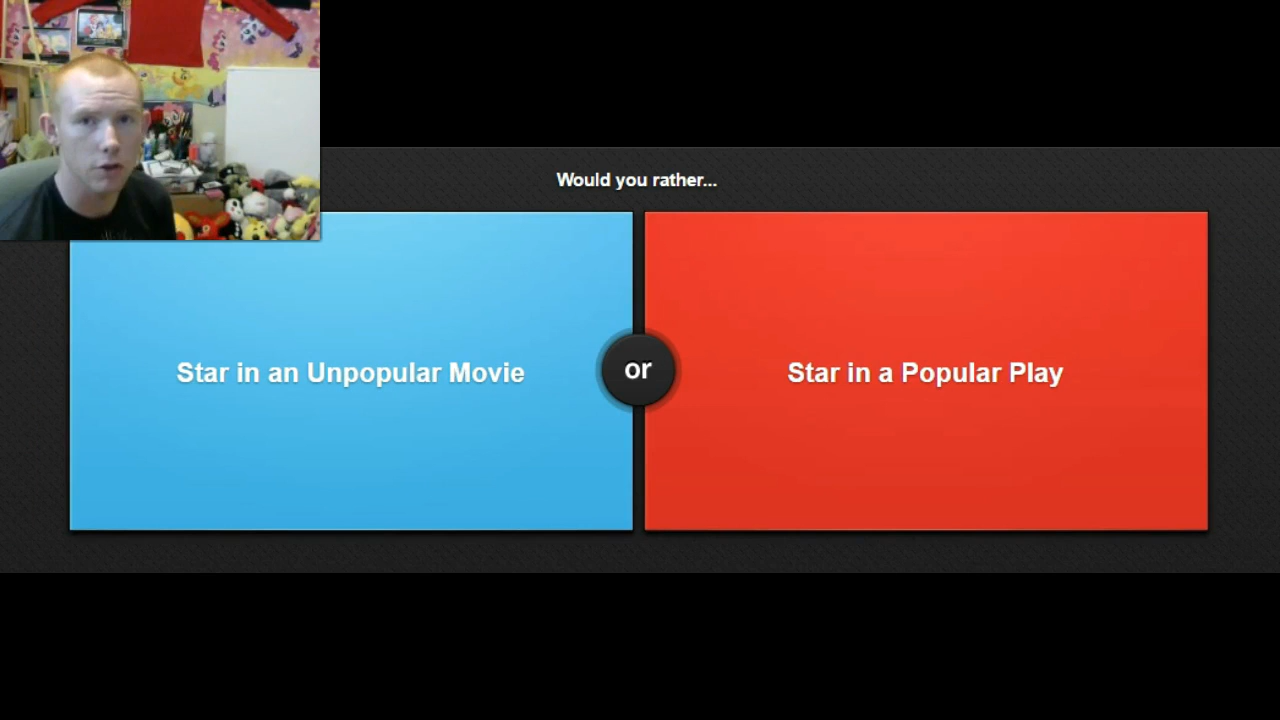 Would you rather...
Star in an Unpopular Movie
or
Star in a Popular Play